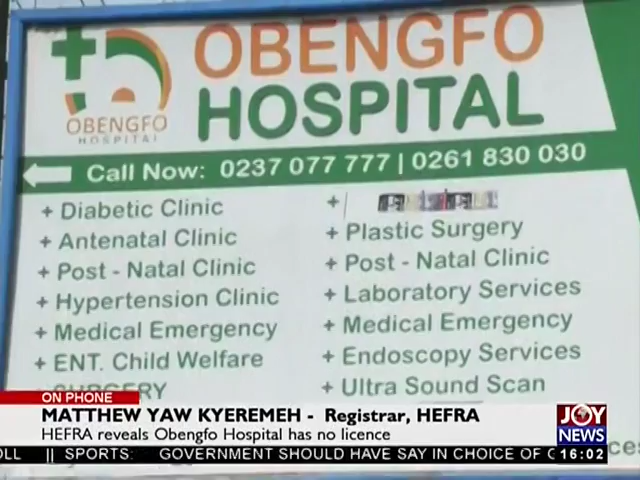 OBENGFO
HOSPITAL
OBENGFO
HOSPITAL
Call Now: 0237 077 777 | 0261 830 030
+ Diabetic Clinic
+ Antenatal Clinic
+ Post - Natal Clinic
+ Hypertension Clinic
+ Medical Emergency
+ ENT. Child Welfare
SURGERY
+
+ Plastic Surgery
+ Post - Natal Clinic
+ Laboratory Services
+ Medical Emergency
+ Endoscopy Services
+ Ultra Sound Scan
ON PHONE
MATTHEW YAW KYEREMEH - Registrar, HEFRA
HEFRA reveals Obengfo Hospital has no licence
JOY
NEWS
OLL || SPORTS: GOVERNMENT SHOULD HAVE SAY IN CHOICE OF C
16:02